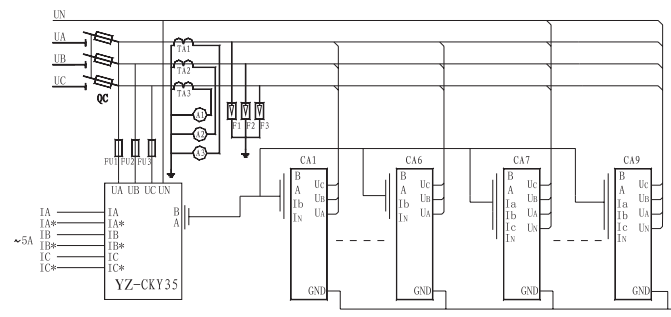 UN
UA
UB
UC
QC
TA1
TA2
TA3
A1
A2
A3
F1 F2 F3
FU1 FU2 FU3
UA UB UC UN
IA IA
IA* IA*
IB IB
IB* IB*
IC IC
IC* IC*
~5A
B
A
YZ-CKY35
CA1
B
A
Ib
IN
UC
UB
UA
GND
CA6
B
A
Ib
IN
UC
UB
UA
GND
CA7
B
A
Ia
Ib
Ic
IN
UC
UB
UA
UN
GND
CA9
B
A
Ia
Ib
Ic
IN
UC
UB
UA
UN
GND